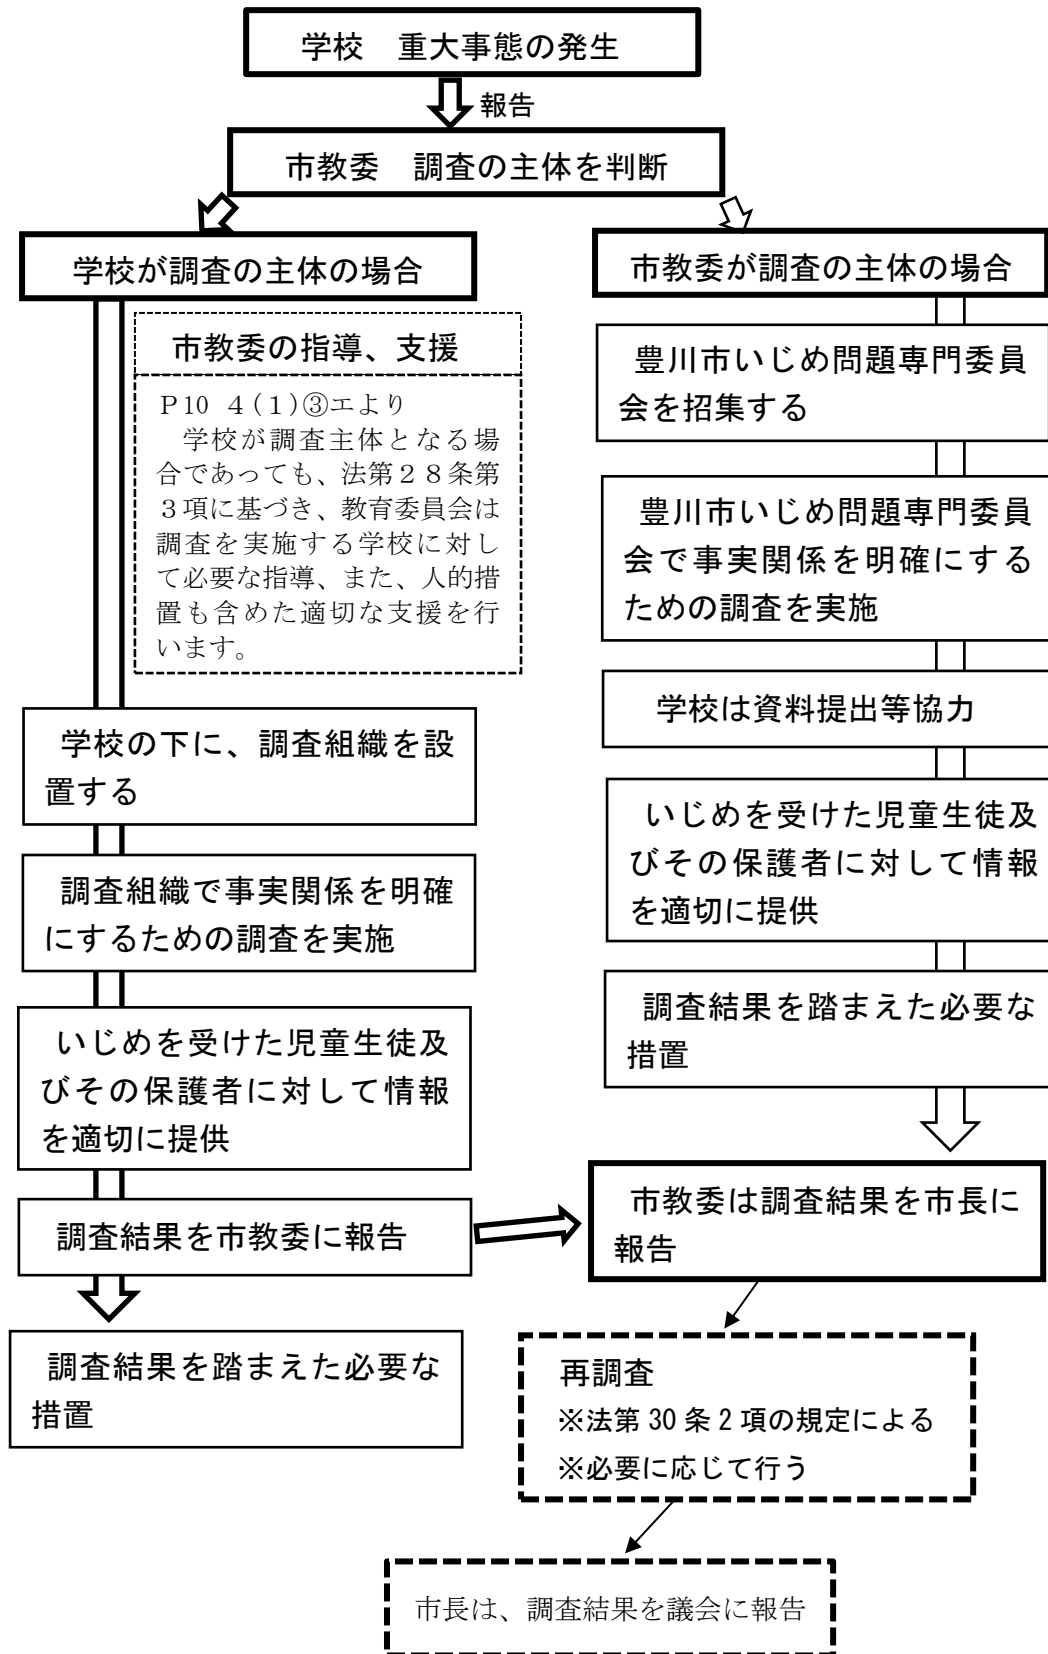 学校　重大事態の発生
報告
市教委　調査の主体を判断
学校が調査の主体の場合
市教委の指導、支援
Ｐ10 ４(１)③エより
学校が調査主体となる場
合であっても、法第２８条第
３項に基づき、教育委員会は
調査を実施する学校に対し
て必要な指導、また、人的措
置も含めた適切な支援を行
います。
学校の下に、調査組織を設
置する
調査組織で事実関係を明確
にするための調査を実施
いじめを受けた児童生徒及
びその保護者に対して情報
を適切に提供
調査結果を市教委に報告
調査結果を踏まえた必要な
措置
市教委が調査の主体の場合
豊川市いじめ問題専門委員
会を招集する
豊川市いじめ問題専門委員
会で事実関係を明確にする
ための調査を実施
学校は資料提出等協力
いじめを受けた児童生徒及
びその保護者に対して情報
を適切に提供
調査結果を踏まえた必要な
措置
市教委は調査結果を市長に
報告
再調査
※法第 30 条 2 項の規定による
※必要に応じて行う
市長は、調査結果を議会に報告